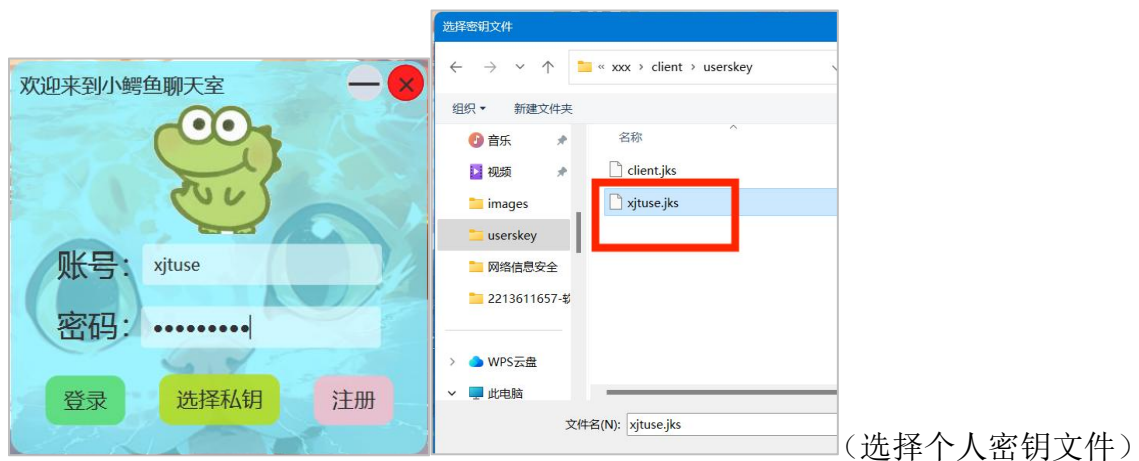 欢迎来到小鳄鱼聊天室
账号：
xjtuse
密码：
•••••••••
登录
选择私钥
注册
选择密钥文件
« xxx › client › userskey
组织
新建文件夹
音乐
视频
images
userskey
网络信息安全
2213611657-软
WPS云盘
此电脑
名称
client.jks
xjtuse.jks
文件名(N):
xjtuse.jks
（选择个人密钥文件）